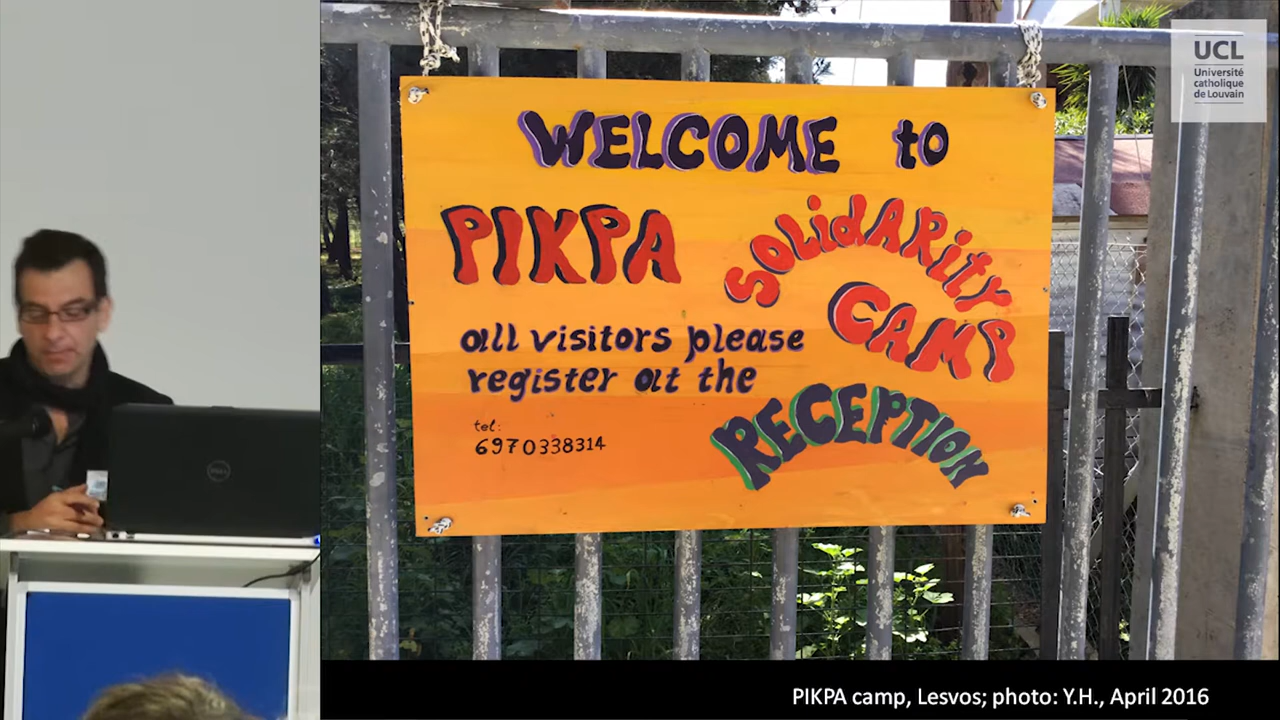 WELCOME to
PIKPA
SOLIDARITY
CAMP
all visitors please
register at the
RECEPTION
tel:
6970338314
UCL
Université
catholique
de Louvain
DELL
PIKPA camp, Lesvos; photo: Y.H., April 2016